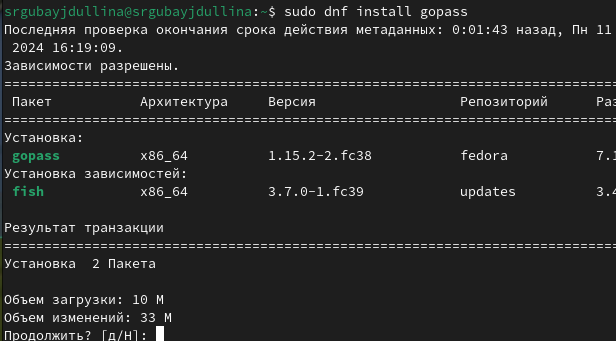 srgubayjdullina@srgubayjdullina:~$ sudo dnf install gopass
Последняя проверка окончания срока действия метаданных: 0:01:43 назад, Пн 11
2024 16:19:09.
Зависимости разрешены.
================================================================================
Пакет Архитектура Версия Репозиторий Раз
================================================================================
Установка:
gopass x86_64 1.15.2-2.fc38 fedora 7.1
Установка зависимостей:
fish x86_64 3.7.0-1.fc39 updates 3.4
Результат транзакции
================================================================================
Установка 2 Пакета
Объем загрузки: 10 M
Объем изменений: 33 M
Продолжить? [д/Н]: